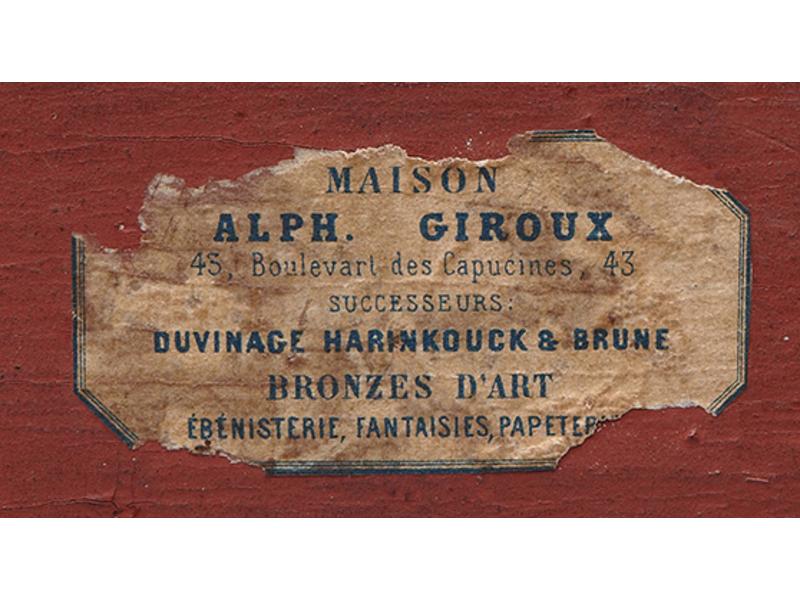 MAISON
ALPH. GIROUX
43, Boulevart des Capucines, 43
SUCCESSEURS:
DUVINAGE HARINKOUCK & BRUNE
BRONZES D'ART
ÉBÉNISTERIE, FANTAISIES,